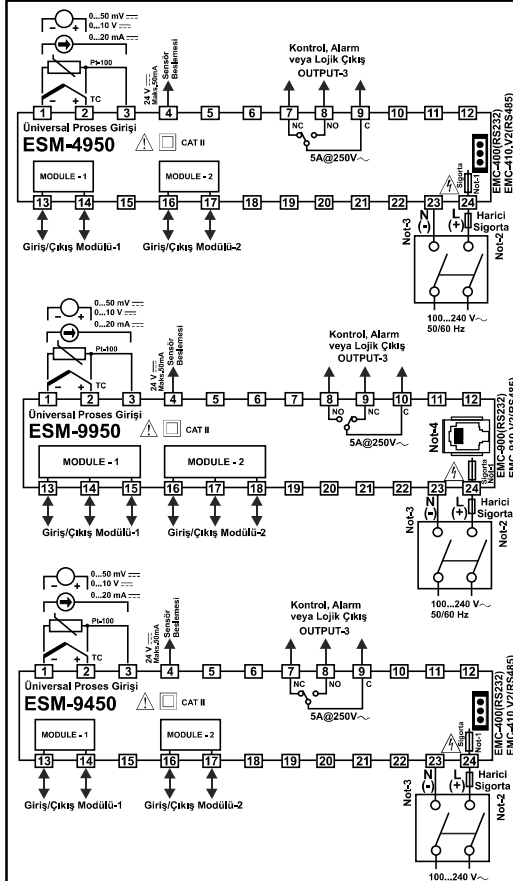 0...50 mV
0...10 V
0...20 mA
Pt-100
TC
24 V
Maks.50mA
Sensör
Beslemesi
Kontrol, Alarm
veya Lojik Çıkış
OUTPUT-3
1 2 3 4 5 6 7 8 9 10 11 12
Üniversal Proses Girişi
ESM-4950
CAT II
NC NO C
5A@250V
EMC-400(RS232)
EMC-410,V2(RS485)
MODULE - 1
MODULE - 2
Sigorta
Not-1
13 14 15 16 17 18 19 20 21 22 23 24
Giriş/Çıkış Modülü-1
Giriş/Çıkış Modülü-2
Not-3
N
(-)
L
(+)
Harici
Sigorta
Not-2
100...240 V
50/60 Hz
0...50 mV
0...10 V
0...20 mA
Pt-100
TC
24 V
Maks.50mA
Sensör
Beslemesi
Kontrol, Alarm
veya Lojik Çıkış
OUTPUT-3
1 2 3 4 5 6 7 8 9 10 11 12
Üniversal Proses Girişi
ESM-9950
CAT II
NO NC C
5A@250V
Not-4
EMC-900(RS232)
EMC-910,V2(RS485)
MODULE - 1
MODULE - 2
Sigorta
Not-1
13 14 15 16 17 18 19 20 21 22 23 24
Giriş/Çıkış Modülü-1
Giriş/Çıkış Modülü-2
Not-3
N
(-)
L
(+)
Harici
Sigorta
Not-2
100...240 V
50/60 Hz
0...50 mV
0...10 V
0...20 mA
Pt-100
TC
24 V
Maks.50mA
Sensör
Beslemesi
Kontrol, Alarm
veya Lojik Çıkış
OUTPUT-3
1 2 3 4 5 6 7 8 9 10 11 12
Üniversal Proses Girişi
ESM-9450
CAT II
NC NO C
5A@250V
EMC-400(RS232)
EMC-410,V2(RS485)
MODULE - 1
MODULE - 2
Sigorta
Not-1
13 14 15 16 17 18 19 20 21 22 23 24
Giriş/Çıkış Modülü-1
Giriş/Çıkış Modülü-2
Not-3
N
(-)
L
(+)
Harici
Sigorta
Not-2
100...240 V